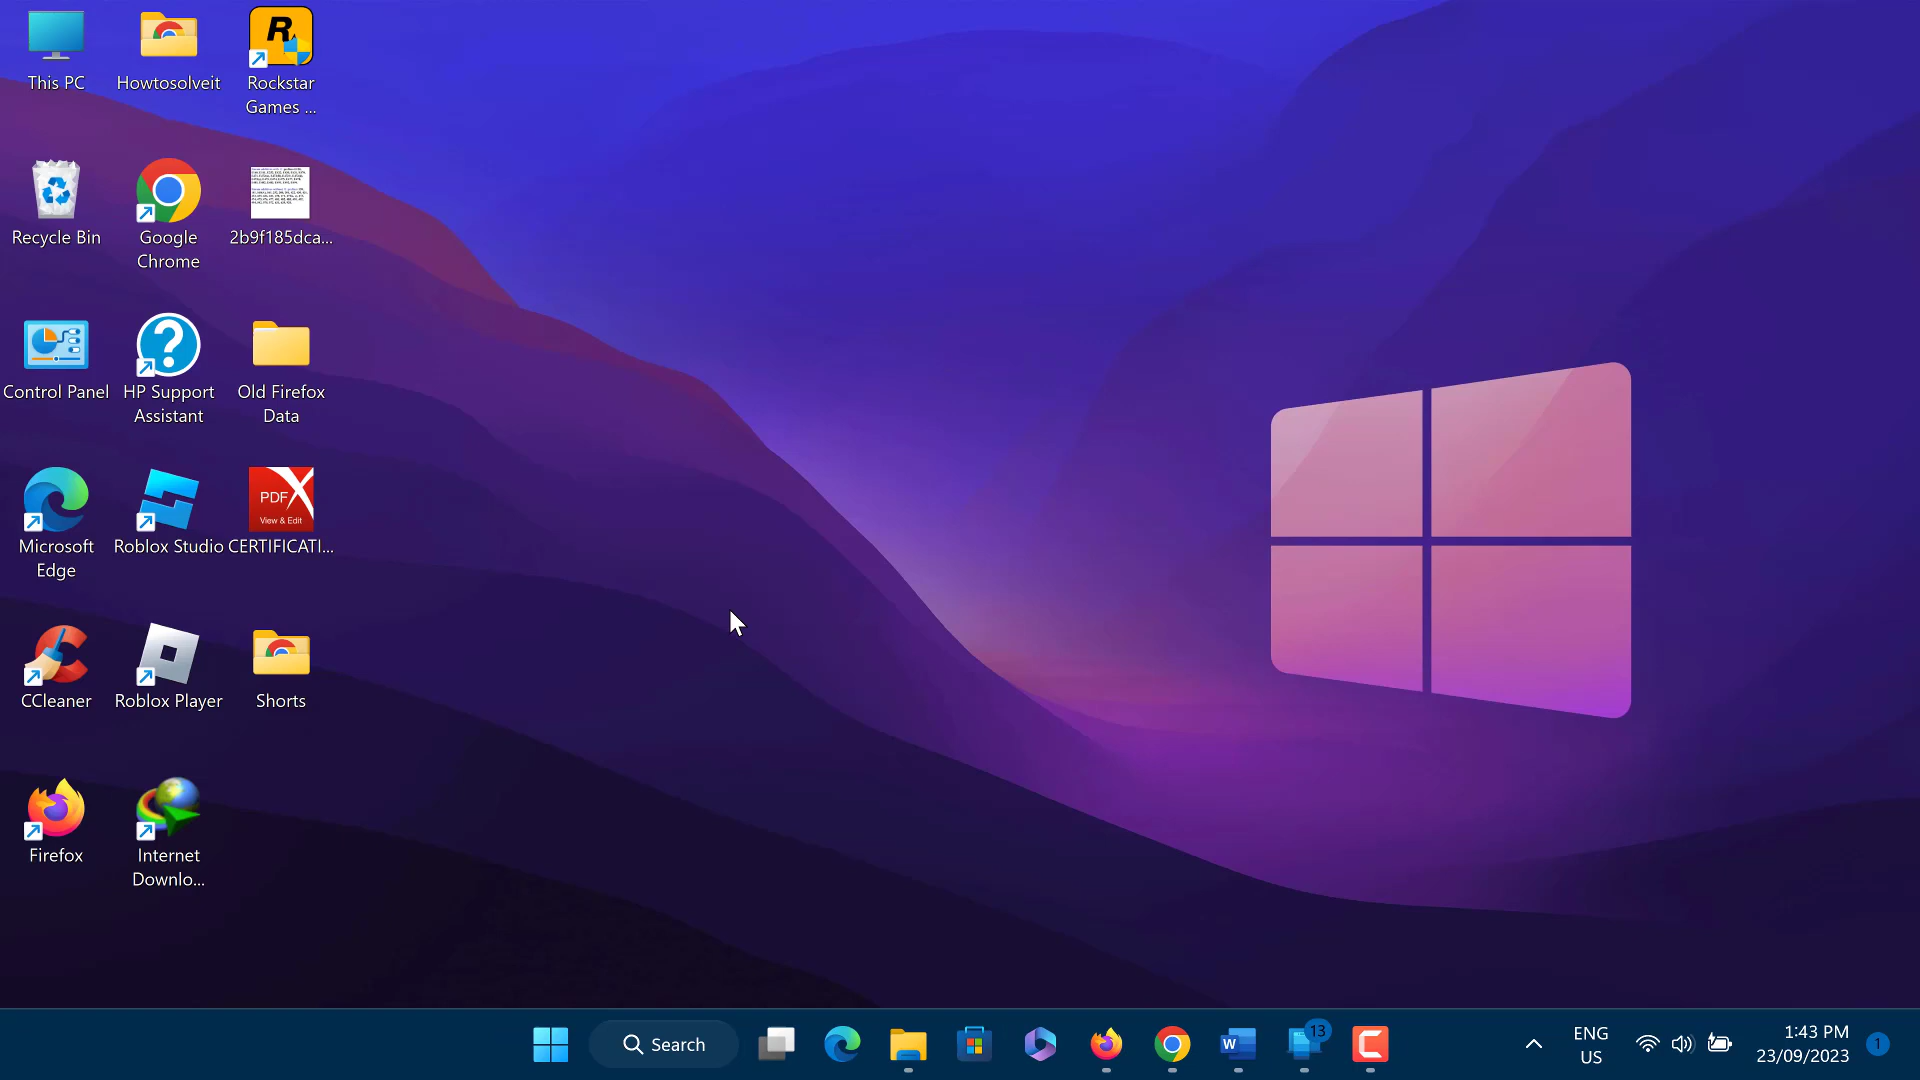 This PC
Howtosolveit
Rockstar
Games ...
Recycle Bin
Google
Chrome
2b9f185dca...
Control Panel
HP Support
Assistant
Old Firefox
Data
PDF
View & Edit
Microsoft
Edge
Roblox Studio
CERTIFICATI...
CCleaner
Roblox Player
Shorts
Firefox
Internet
Downlo...
Search
W
13
ENG
US
1:43 PM
23/09/2023
1